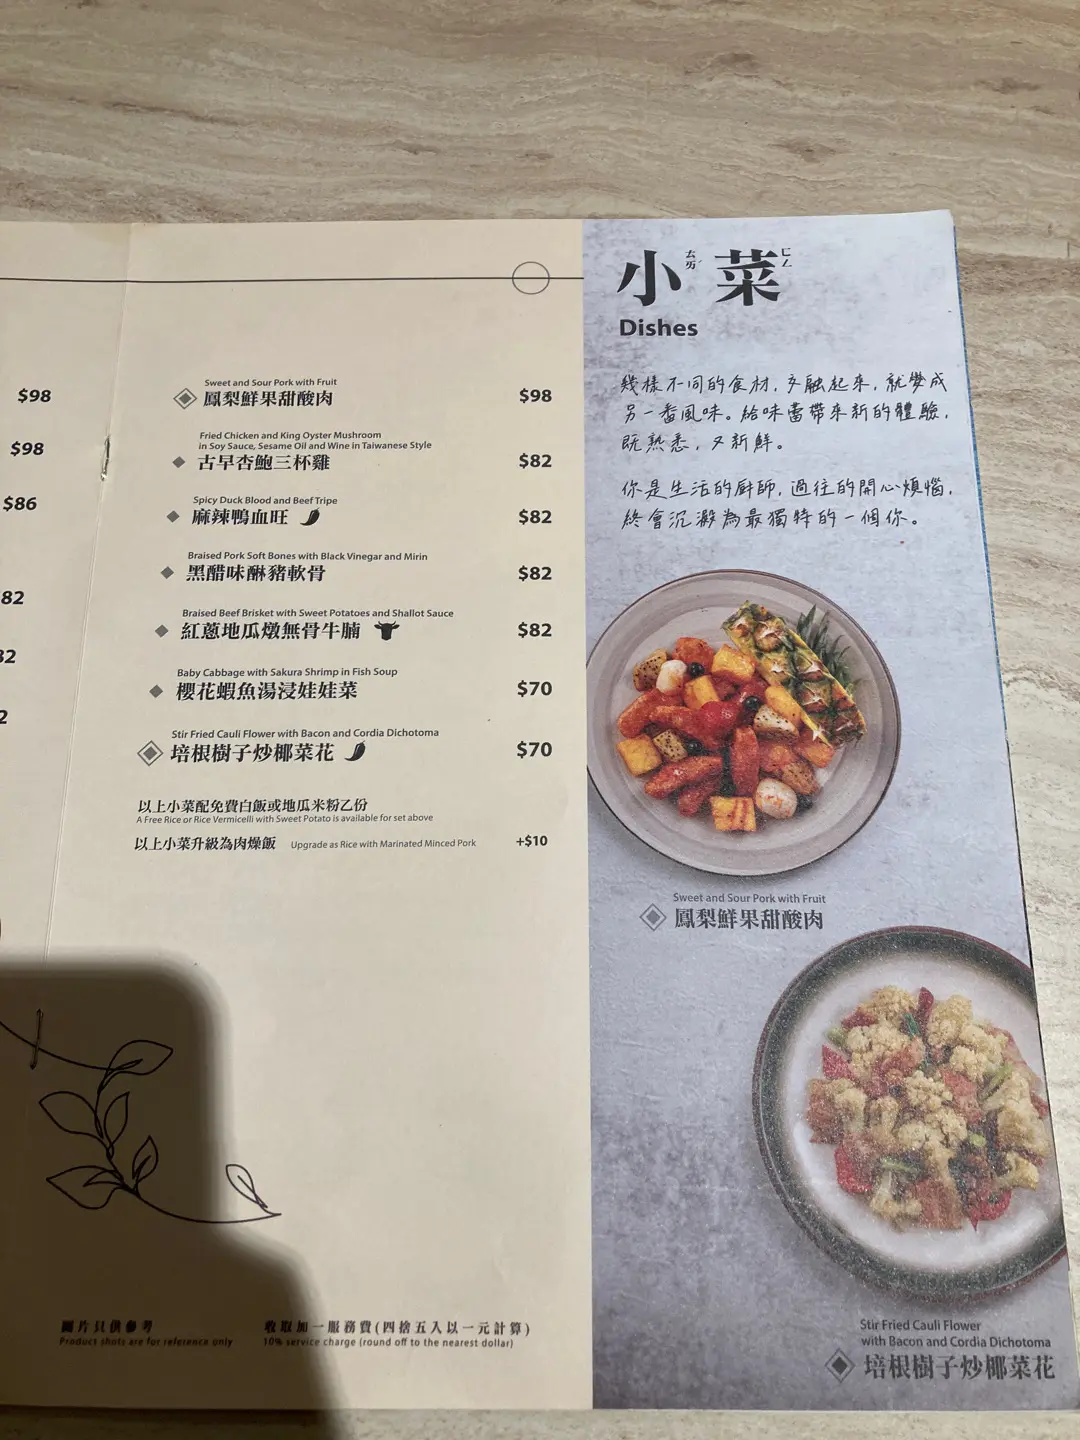 $98
$98
$86
82
32
2
Sweet and Sour Pork with Fruit
鳳梨鮮果甜酸肉 $98
Fried Chicken and King Oyster Mushroom
in Soy Sauce, Sesame Oil and Wine in Taiwanese Style
古早杏鮑三杯雞 $82
Spicy Duck Blood and Beef Tripe
麻辣鴨血旺 $82
Braised Pork Soft Bones with Black Vinegar and Mirin
黑醋味醂豬軟骨 $82
Braised Beef Brisket with Sweet Potatoes and Shallot Sauce
紅蔥地瓜燉無骨牛腩 $82
Baby Cabbage with Sakura Shrimp in Fish Soup
櫻花蝦魚湯浸娃娃菜 $70
Stir Fried Cauli Flower with Bacon and Cordia Dichotoma
培根樹子炒椰菜花 $70
以上小菜配免費白飯或地瓜米粉乙份
A Free Rice or Rice Vermicelli with Sweet Potato is available for set above
以上小菜升級為肉燥飯 Upgrade as Rice with Marinated Minced Pork +$10
圖片只供參考
Product shots are for reference only
收取加一服務費(四捨五入以一元計算)
10% service charge (round off to the nearest dollar)
小 菜
Dishes
幾樣不同的食材,交融起來,就變成
另一番風味。給味蕾帶來新的體驗,
既熟悉,又新鮮。
你是生活的廚師,過往的開心煩惱,
終會沉澱為最獨特的一個你。
Sweet and Sour Pork with Fruit
鳳梨鮮果甜酸肉
Stir Fried Cauli Flower
with Bacon and Cordia Dichotoma
培根樹子炒椰菜花